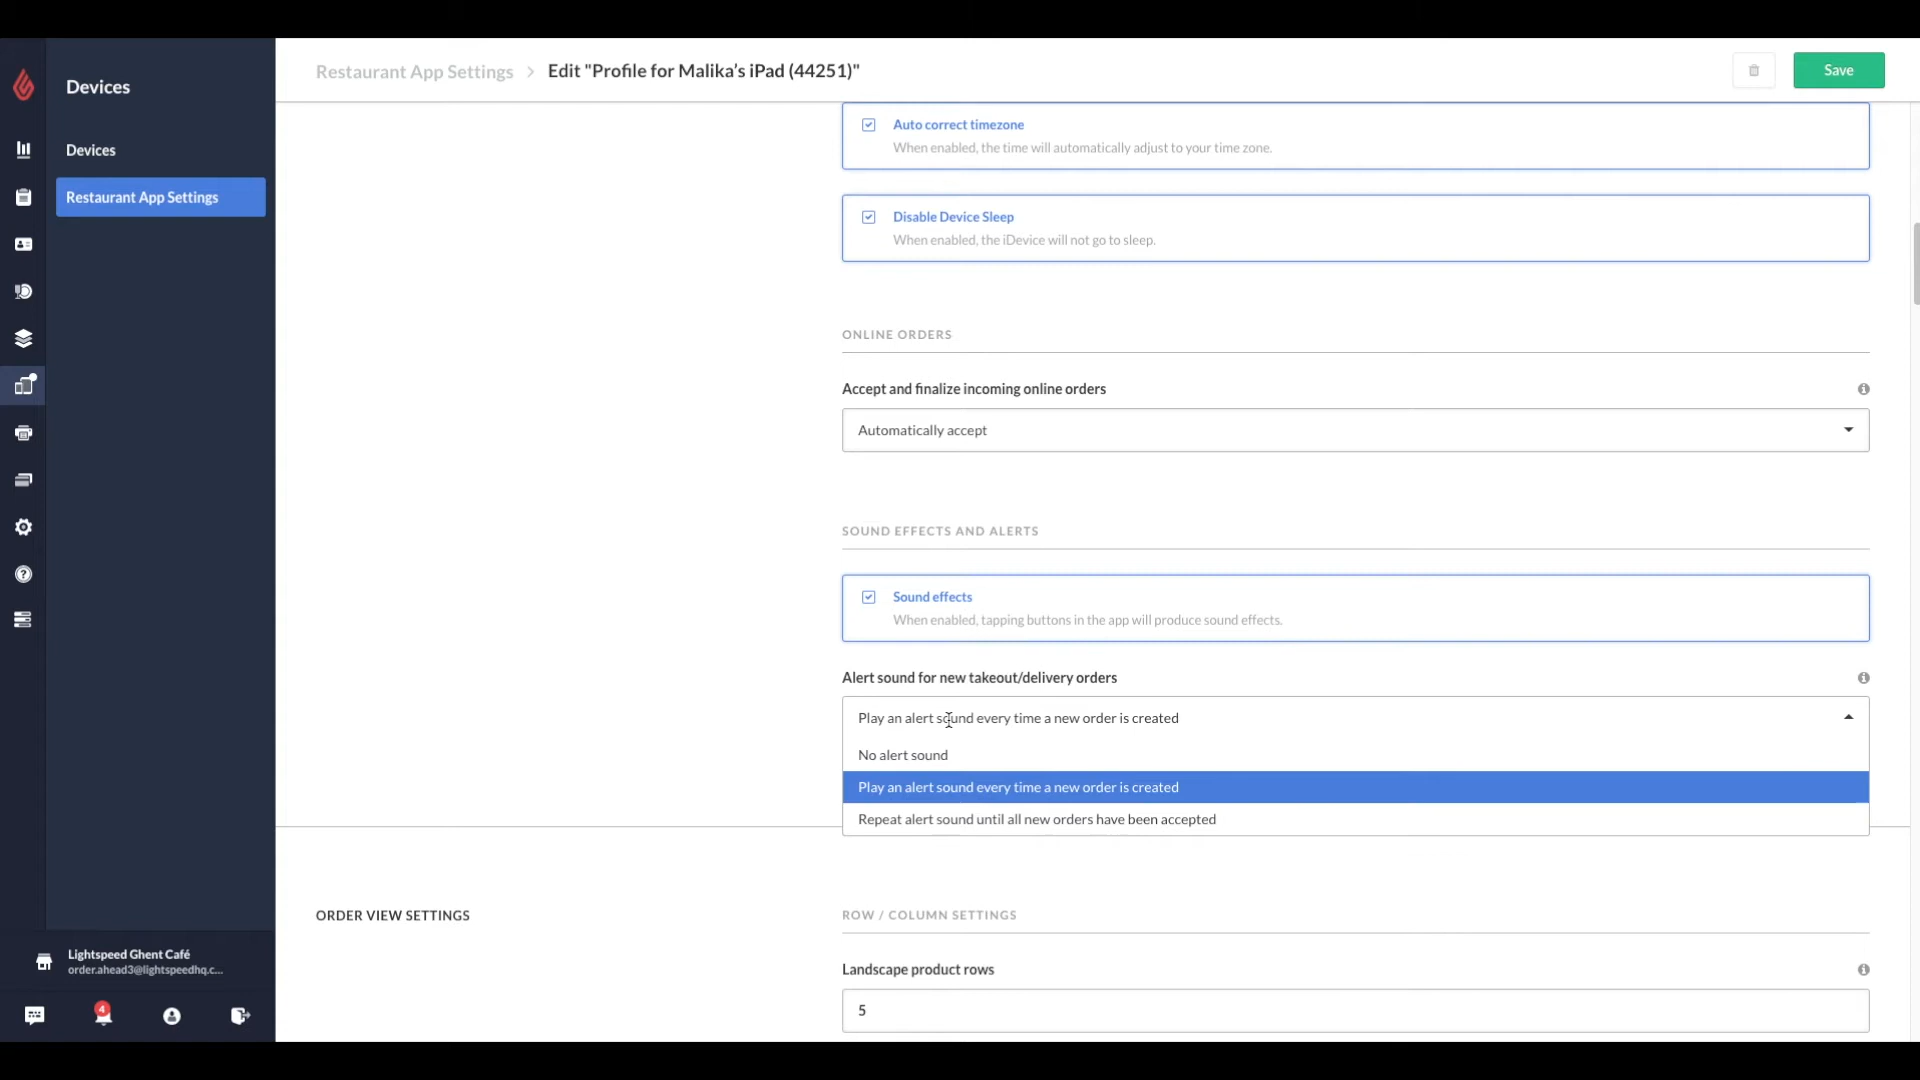 Devices
Devices
Restaurant App Settings
Lightspeed Ghent Café
order.ahead3@lightspeedhq.c...
4
Restaurant App Settings > Edit "Profile for Malika’s iPad (44251)"
Save
Auto correct timezone
When enabled, the time will automatically adjust to your time zone.
Disable Device Sleep
When enabled, the iDevice will not go to sleep.
ONLINE ORDERS
Accept and finalize incoming online orders
Automatically accept
SOUND EFFECTS AND ALERTS
Sound effects
When enabled, tapping buttons in the app will produce sound effects.
Alert sound for new takeout/delivery orders
Play an alert sound every time a new order is created
No alert sound
Play an alert sound every time a new order is created
Repeat alert sound until all new orders have been accepted
ORDER VIEW SETTINGS
ROW / COLUMN SETTINGS
Landscape product rows
5